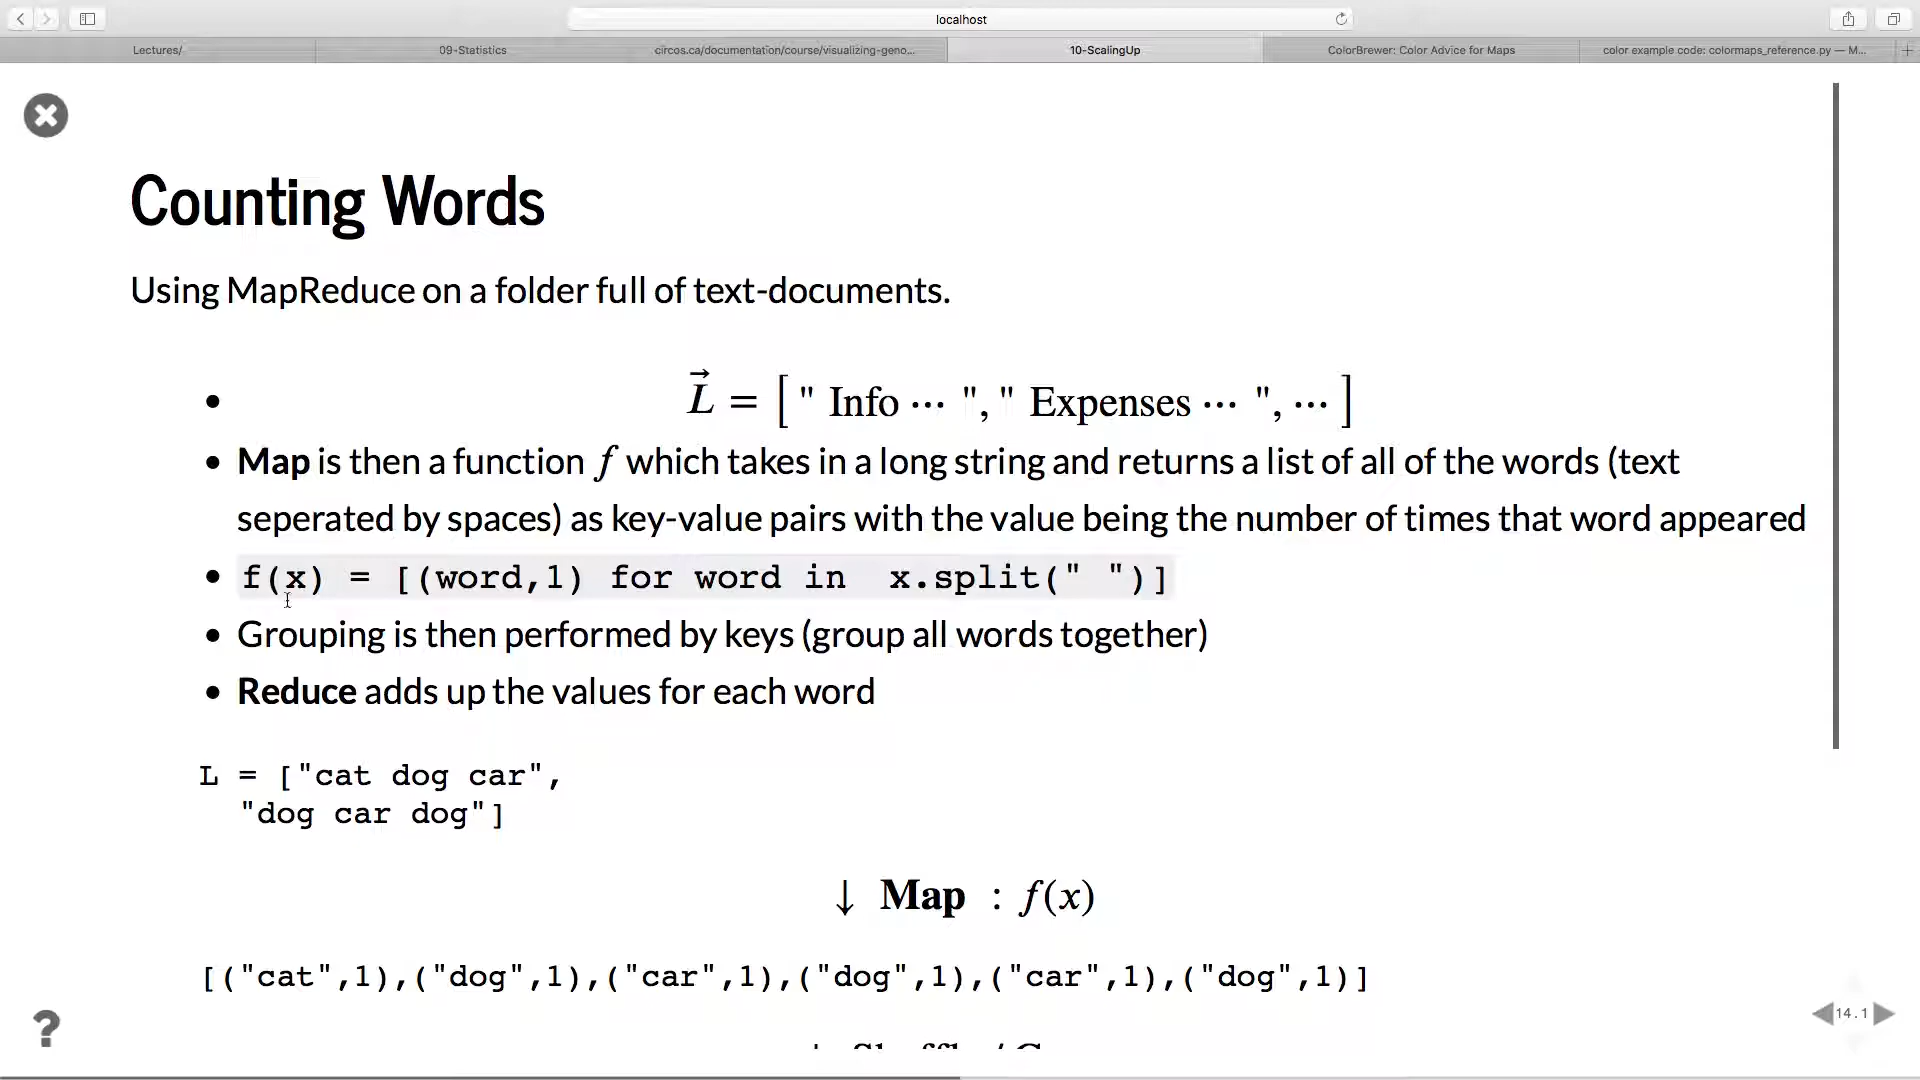 localhost
Lectures/
09-Statistics
circos.ca/documentation/course/visualizing-geno...
10-ScalingUp
ColorBrewer: Color Advice for Maps
color example code: colormaps_reference.py — M...
Counting Words
Using MapReduce on a folder full of text-documents.
• L⃗ = [ " Info ⋯ ", " Expenses ⋯ ", ⋯ ]
• Map is then a function f which takes in a long string and returns a list of all of the words (text
seperated by spaces) as key-value pairs with the value being the number of times that word appeared
• f(x) = [(word,1) for word in x.split(" ")]
• Grouping is then performed by keys (group all words together)
• Reduce adds up the values for each word
L = ["cat dog car",
"dog car dog"]
↓ Map : f(x)
[("cat",1),("dog",1),("car",1),("dog",1),("car",1),("dog",1)]
?
14.1